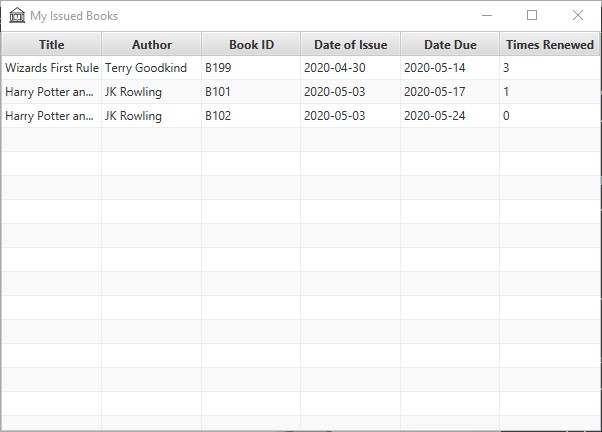 My Issued Books
Title Author Book ID Date of Issue Date Due Times Renewed
Wizards First Rule Terry Goodkind B199 2020-04-30 2020-05-14 3
Harry Potter an... JK Rowling B101 2020-05-03 2020-05-17 1
Harry Potter an... JK Rowling B102 2020-05-03 2020-05-24 0